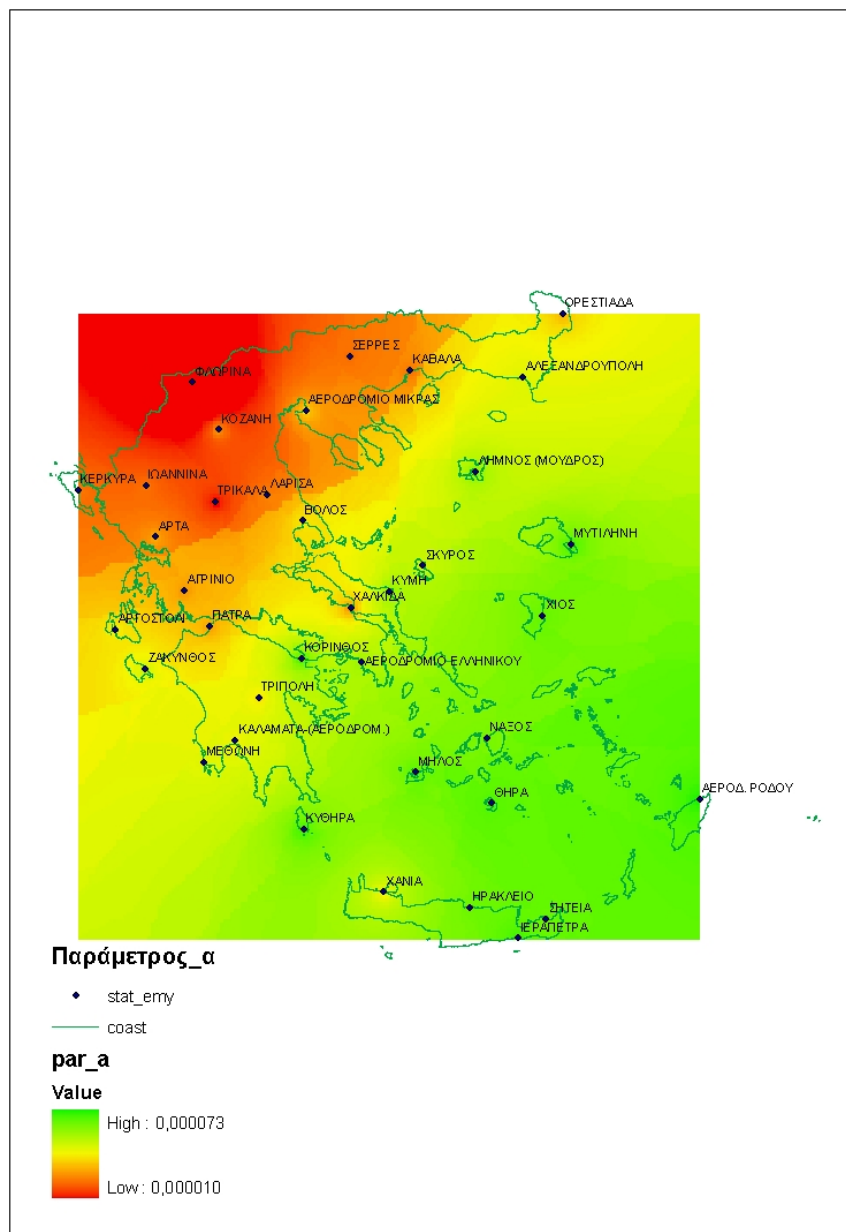 ΟΡΕΣΤΙΑΔΑ
ΣΕΡΡΕΣ
ΚΑΒΑΛΑ
ΑΛΕΞΑΝΔΡΟΥΠΟΛΗ
ΦΛΩΡΙΝΑ
ΑΕΡΟΔΡΟΜΙΟ ΜΙΚΡΑΣ
ΚΟΖΑΝΗ
ΛΗΜΝΟΣ (ΜΟΥΔΡΟΣ)
ΚΕΡΚΥΡΑ
ΙΩΑΝΝΙΝΑ
ΤΡΙΚΑΛΑ
ΛΑΡΙΣΑ
ΒΟΛΟΣ
ΑΡΤΑ
ΜΥΤΙΛΗΝΗ
ΣΚΥΡΟΣ
ΑΓΡΙΝΙΟ
ΚΥΜΗ
ΧΑΛΚΙΔΑ
ΧΙΟΣ
ΑΡΓΟΣΤΟΛΙ
ΠΑΤΡΑ
ΚΟΡΙΝΘΟΣ
ΑΕΡΟΔΡΟΜΙΟ ΕΛΛΗΝΙΚΟΥ
ΖΑΚΥΝΘΟΣ
ΤΡΙΠΟΛΗ
ΚΑΛΑΜΑΤΑ-(ΑΕΡΟΔΡΟΜ.)
ΝΑΞΟΣ
ΜΕΘΩΝΗ
ΜΗΛΟΣ
ΑΕΡΟΔ. ΡΟΔΟΥ
ΘΗΡΑ
ΚΥΘΗΡΑ
ΧΑΝΙΑ
ΗΡΑΚΛΕΙΟ
ΣΗΤΕΙΑ
ΙΕΡΑΠΕΤΡΑ
Παράμετρος_α
stat_emy
coast
par_a
Value
High : 0,000073
Low : 0,000010